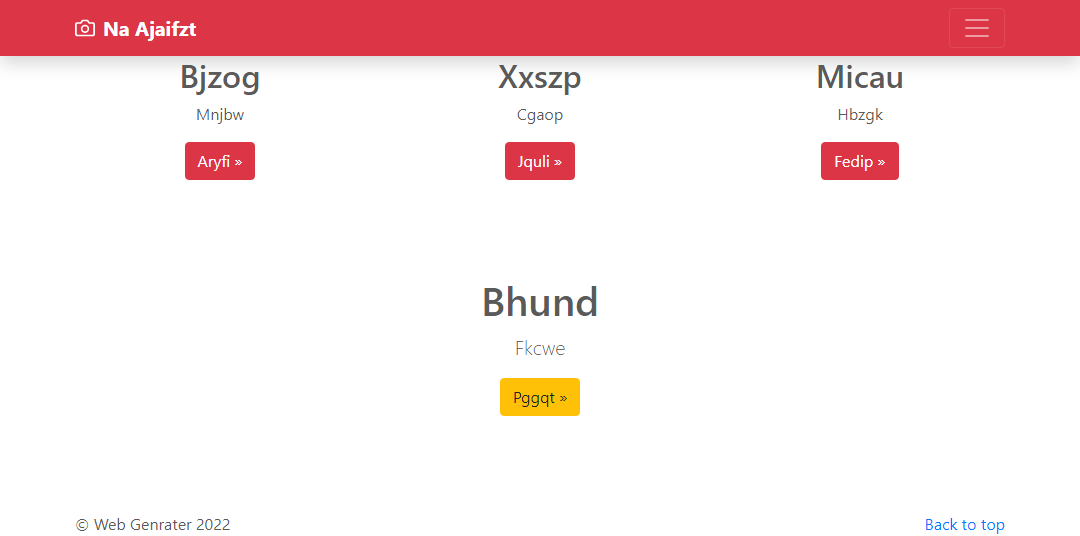 Na Ajaifzt
Bjzog
Mnjbw
Aryfi »
Xxszp
Cgaop
Jquli »
Micau
Hbzgk
Fedip »
Bhund
Fkcwe
Pggqt »
© Web Genrater 2022
Back to top